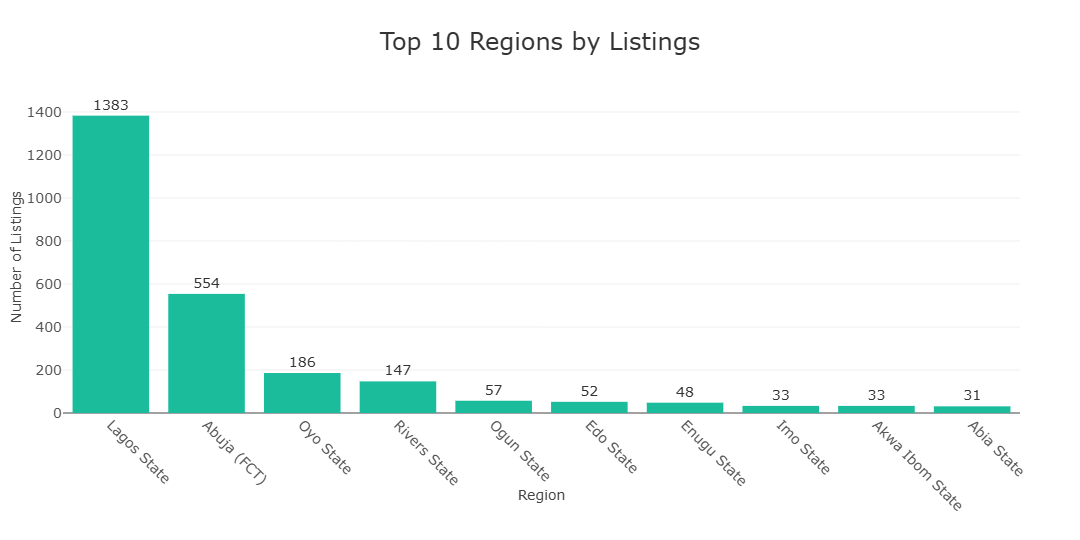 Top 10 Regions by Listings
Number of Listings
1400
1200
1000
800
600
400
200
0
1383
554
186
147
57
52
48
33
33
31
Lagos State
Abuja (FCT)
Oyo State
Rivers State
Ogun State
Edo State
Enugu State
Imo State
Akwa Ibom State
Abia State
Region